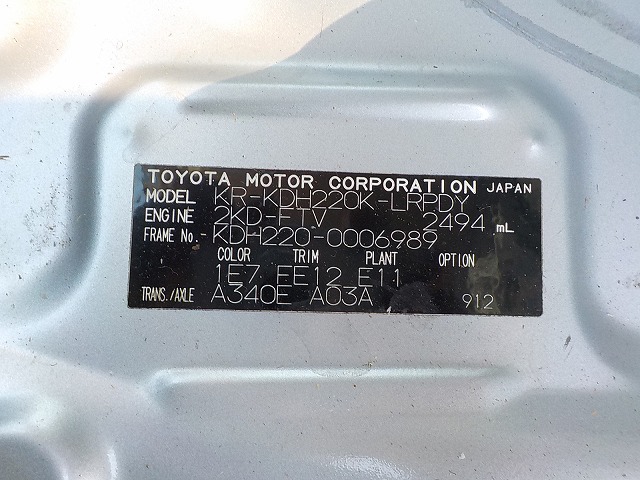 TOYOTA MOTOR CORPORATION JAPAN
MODEL KR-KDH220K-LRPDY
ENGINE 2KD-FTV 2494 mL
FRAME No. -KDH220-0006989
COLOR TRIM PLANT OPTION
1E7 FE12 E11
TRANS./AXLE A340E A03A 912